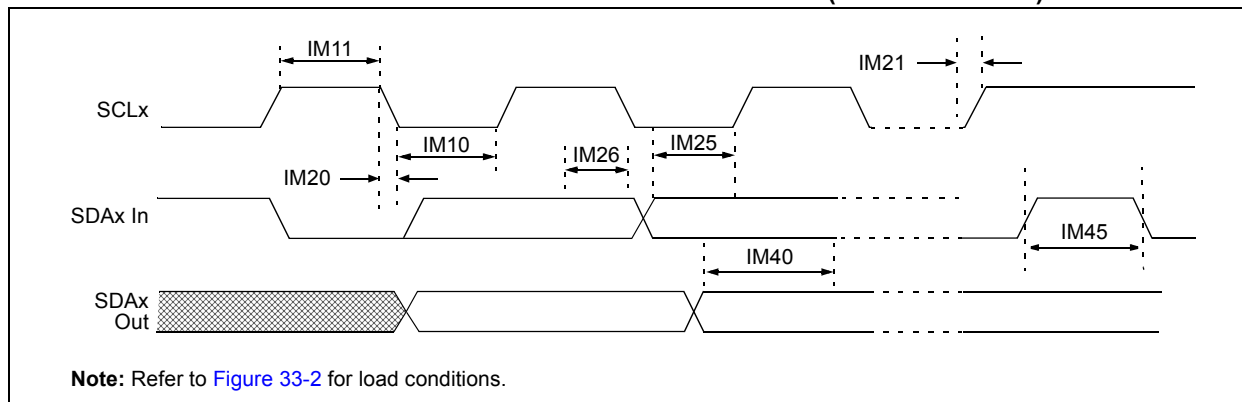 IM11
IM21
SCLx
IM10
IM26
IM25
IM20
SDAx In
IM45
IM40
SDAx
Out
Note: Refer to Figure 33-2 for load conditions.